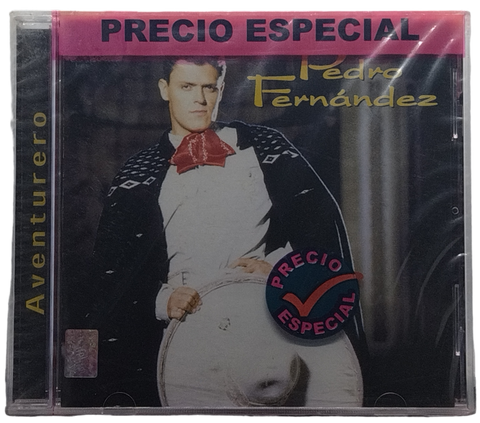 PRECIO ESPECIAL
Pedro
Fernández
Aventurero
PRECIO
ESPECIAL